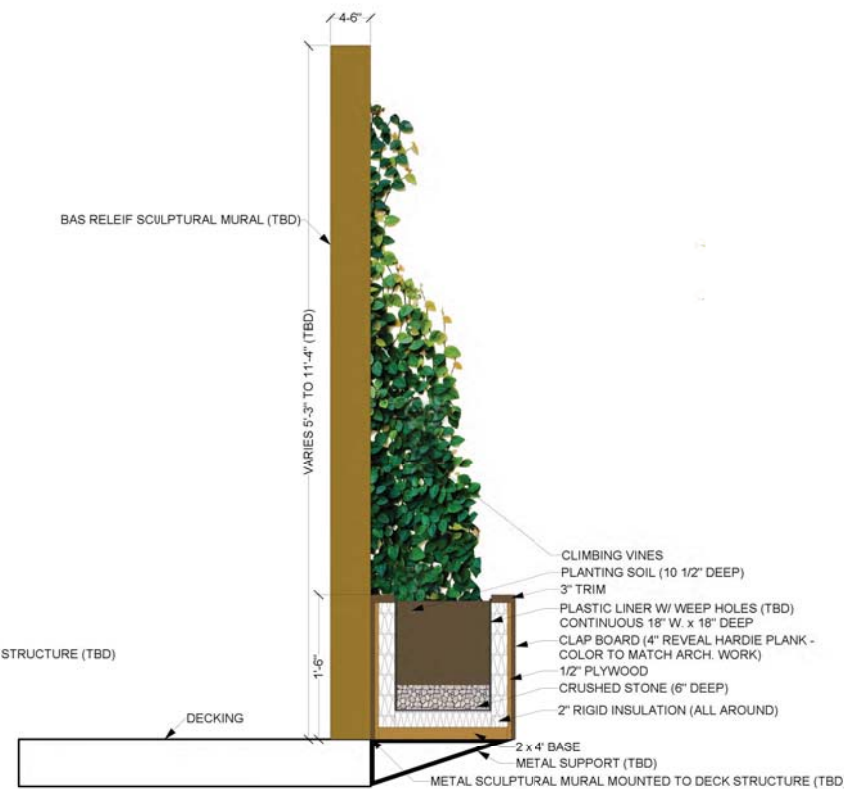 4-6"
BAS RELEIF SCULPTURAL MURAL (TBD)
VARIES 5'-3" TO 11'-4" (TBD)
CLIMBING VINES
PLANTING SOIL (10 1/2" DEEP)
3" TRIM
PLASTIC LINER W/ WEEP HOLES (TBD)
CONTINUOUS 18" W. x 18" DEEP
CLAP BOARD (4" REVEAL HARDIE PLANK -
COLOR TO MATCH ARCH. WORK)
1/2" PLYWOOD
CRUSHED STONE (6" DEEP)
2" RIGID INSULATION (ALL AROUND)
1'-6"
STRUCTURE (TBD)
DECKING
2 x 4' BASE
METAL SUPPORT (TBD)
METAL SCULPTURAL MURAL MOUNTED TO DECK STRUCTURE (TBD